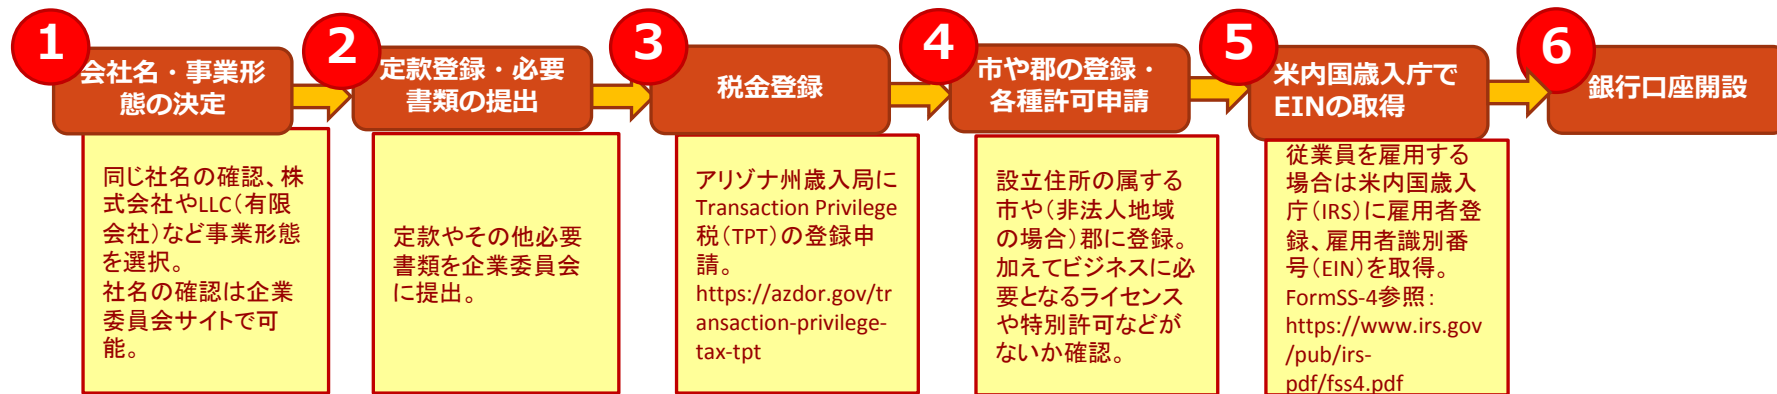 1
会社名・事業形
態の決定
同じ社名の確認、株
式会社やLLC(有限
会社)など事業形態
を選択。
社名の確認は企業
委員会サイトで可
能。
2
定款登録・必要
書類の提出
定款やその他必要
書類を企業委員会
に提出。
3
税金登録
アリゾナ州歳入局に
Transaction Privilege
税(TPT)の登録申
請。
https://azdor.gov/tr
ansaction-privilege-
tax-tpt
4
市や郡の登録・
各種許可申請
設立住所の属する
市や(非法人地域
の場合)郡に登録。
加えてビジネスに必
要となるライセンス
や特別許可などが
ないか確認。
5
米内国歳入庁で
EINの取得
従業員を雇用する
場合は米内国歳入
庁(IRS)に雇用者登
録、雇用者識別番
号(EIN)を取得。
FormSS-4参照:
https://www.irs.gov
/pub/irs-
pdf/fss4.pdf
6
銀行口座開設